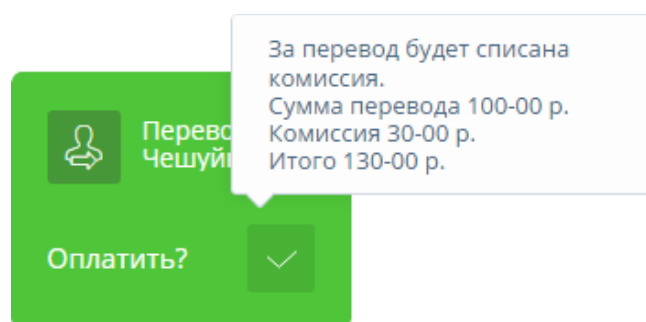 За перевод будет списана
комиссия.
Сумма перевода 100-00 р.
Комиссия 30-00 р.
Итого 130-00 р.
Оплатить?